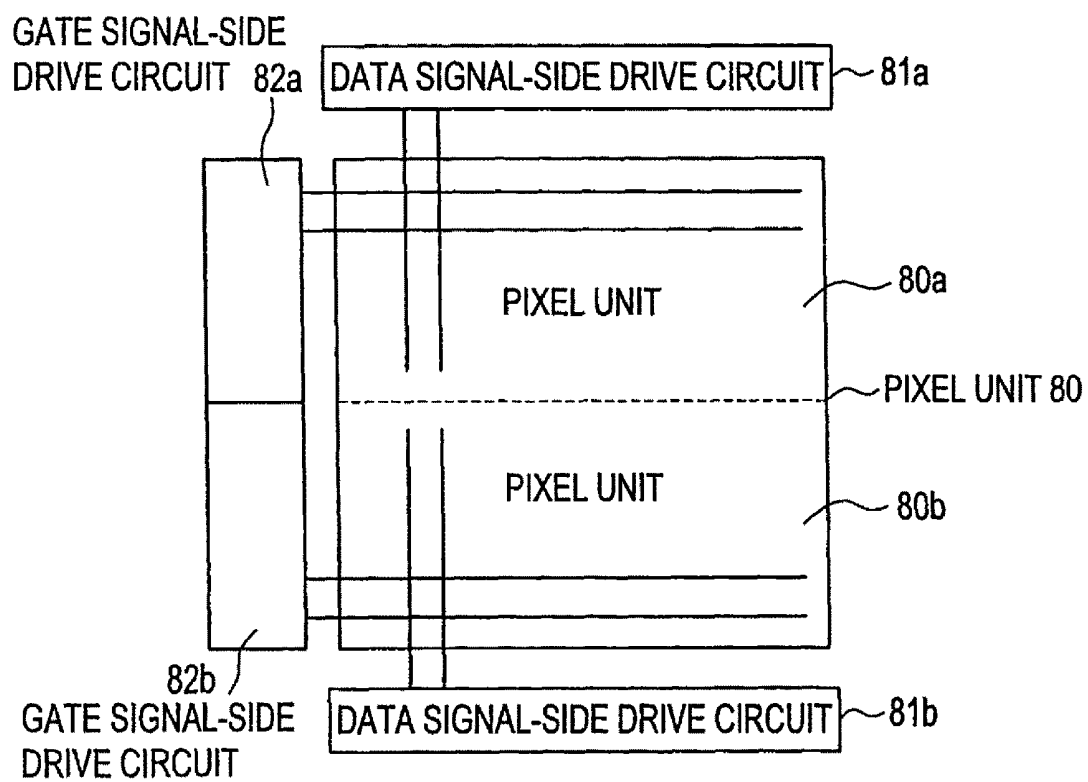 GATE SIGNAL-SIDE
DRIVE CIRCUIT 82a
DATA SIGNAL-SIDE DRIVE CIRCUIT 81a
PIXEL UNIT 80a
PIXEL UNIT 80
PIXEL UNIT 80b
82b
GATE SIGNAL-SIDE
DRIVE CIRCUIT
DATA SIGNAL-SIDE DRIVE CIRCUIT 81b